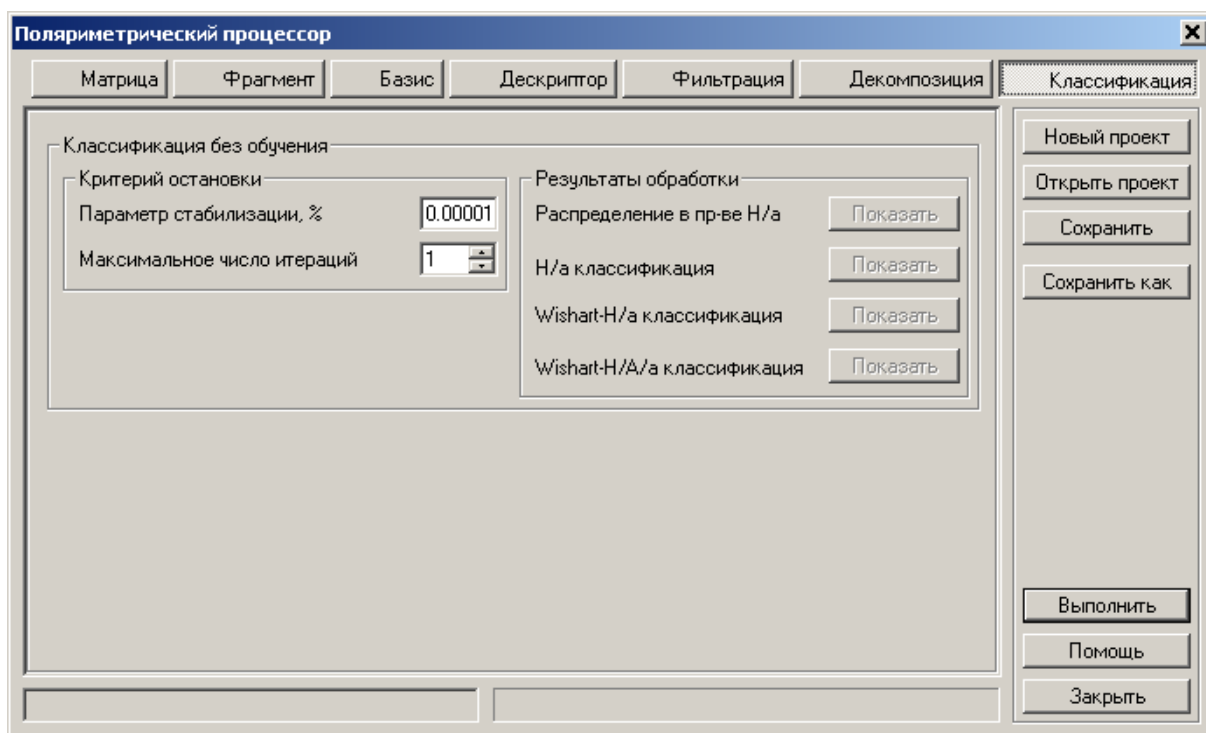 Поляриметрический процессор
Матрица Фрагмент Базис Дескриптор Фильтрация Декомпозиция Классификация
Классификация без обучения
Критерий остановки
Параметр стабилизации, % 0.00001
Максимальное число итераций 1
Результаты обработки
Распределение в пр-ве H/a Показать
H/a классификация Показать
Wishart-H/a классификация Показать
Wishart-H/A/a классификация Показать
Новый проект
Открыть проект
Сохранить
Сохранить как
Выполнить
Помощь
Закрыть